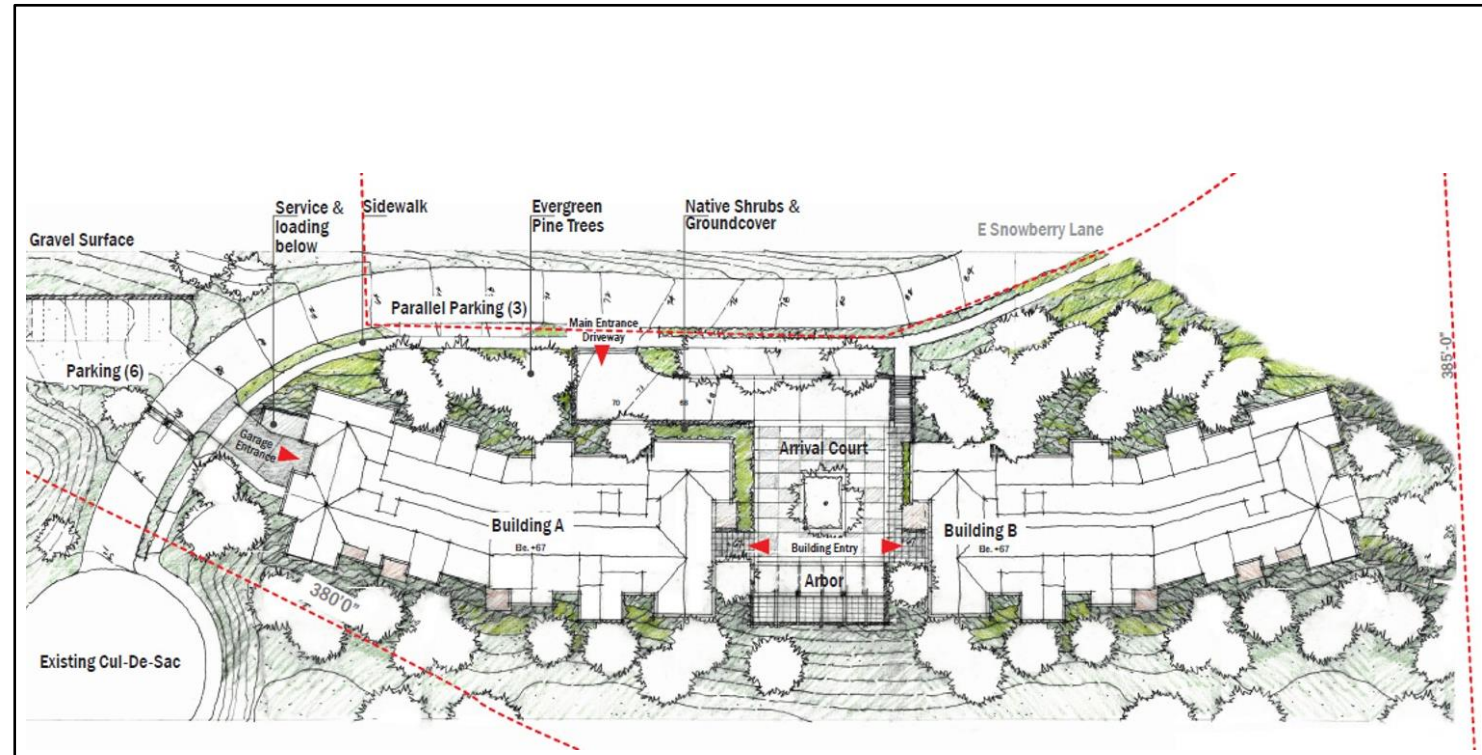 Service &
loading
below
Sidewalk
Evergreen
Pine Trees
Native Shrubs &
Groundcover
E Snowberry Lane
Gravel Surface
Parallel Parking (3)
Main Entrance
Driveway
385'-0"
Parking (6)
70
68
Garage
Entrance
Arrival Court
Building A
Ele. +67
Building Entry
Building B
Ele. +67
Arbor
380'0"
Existing Cul-De-Sac